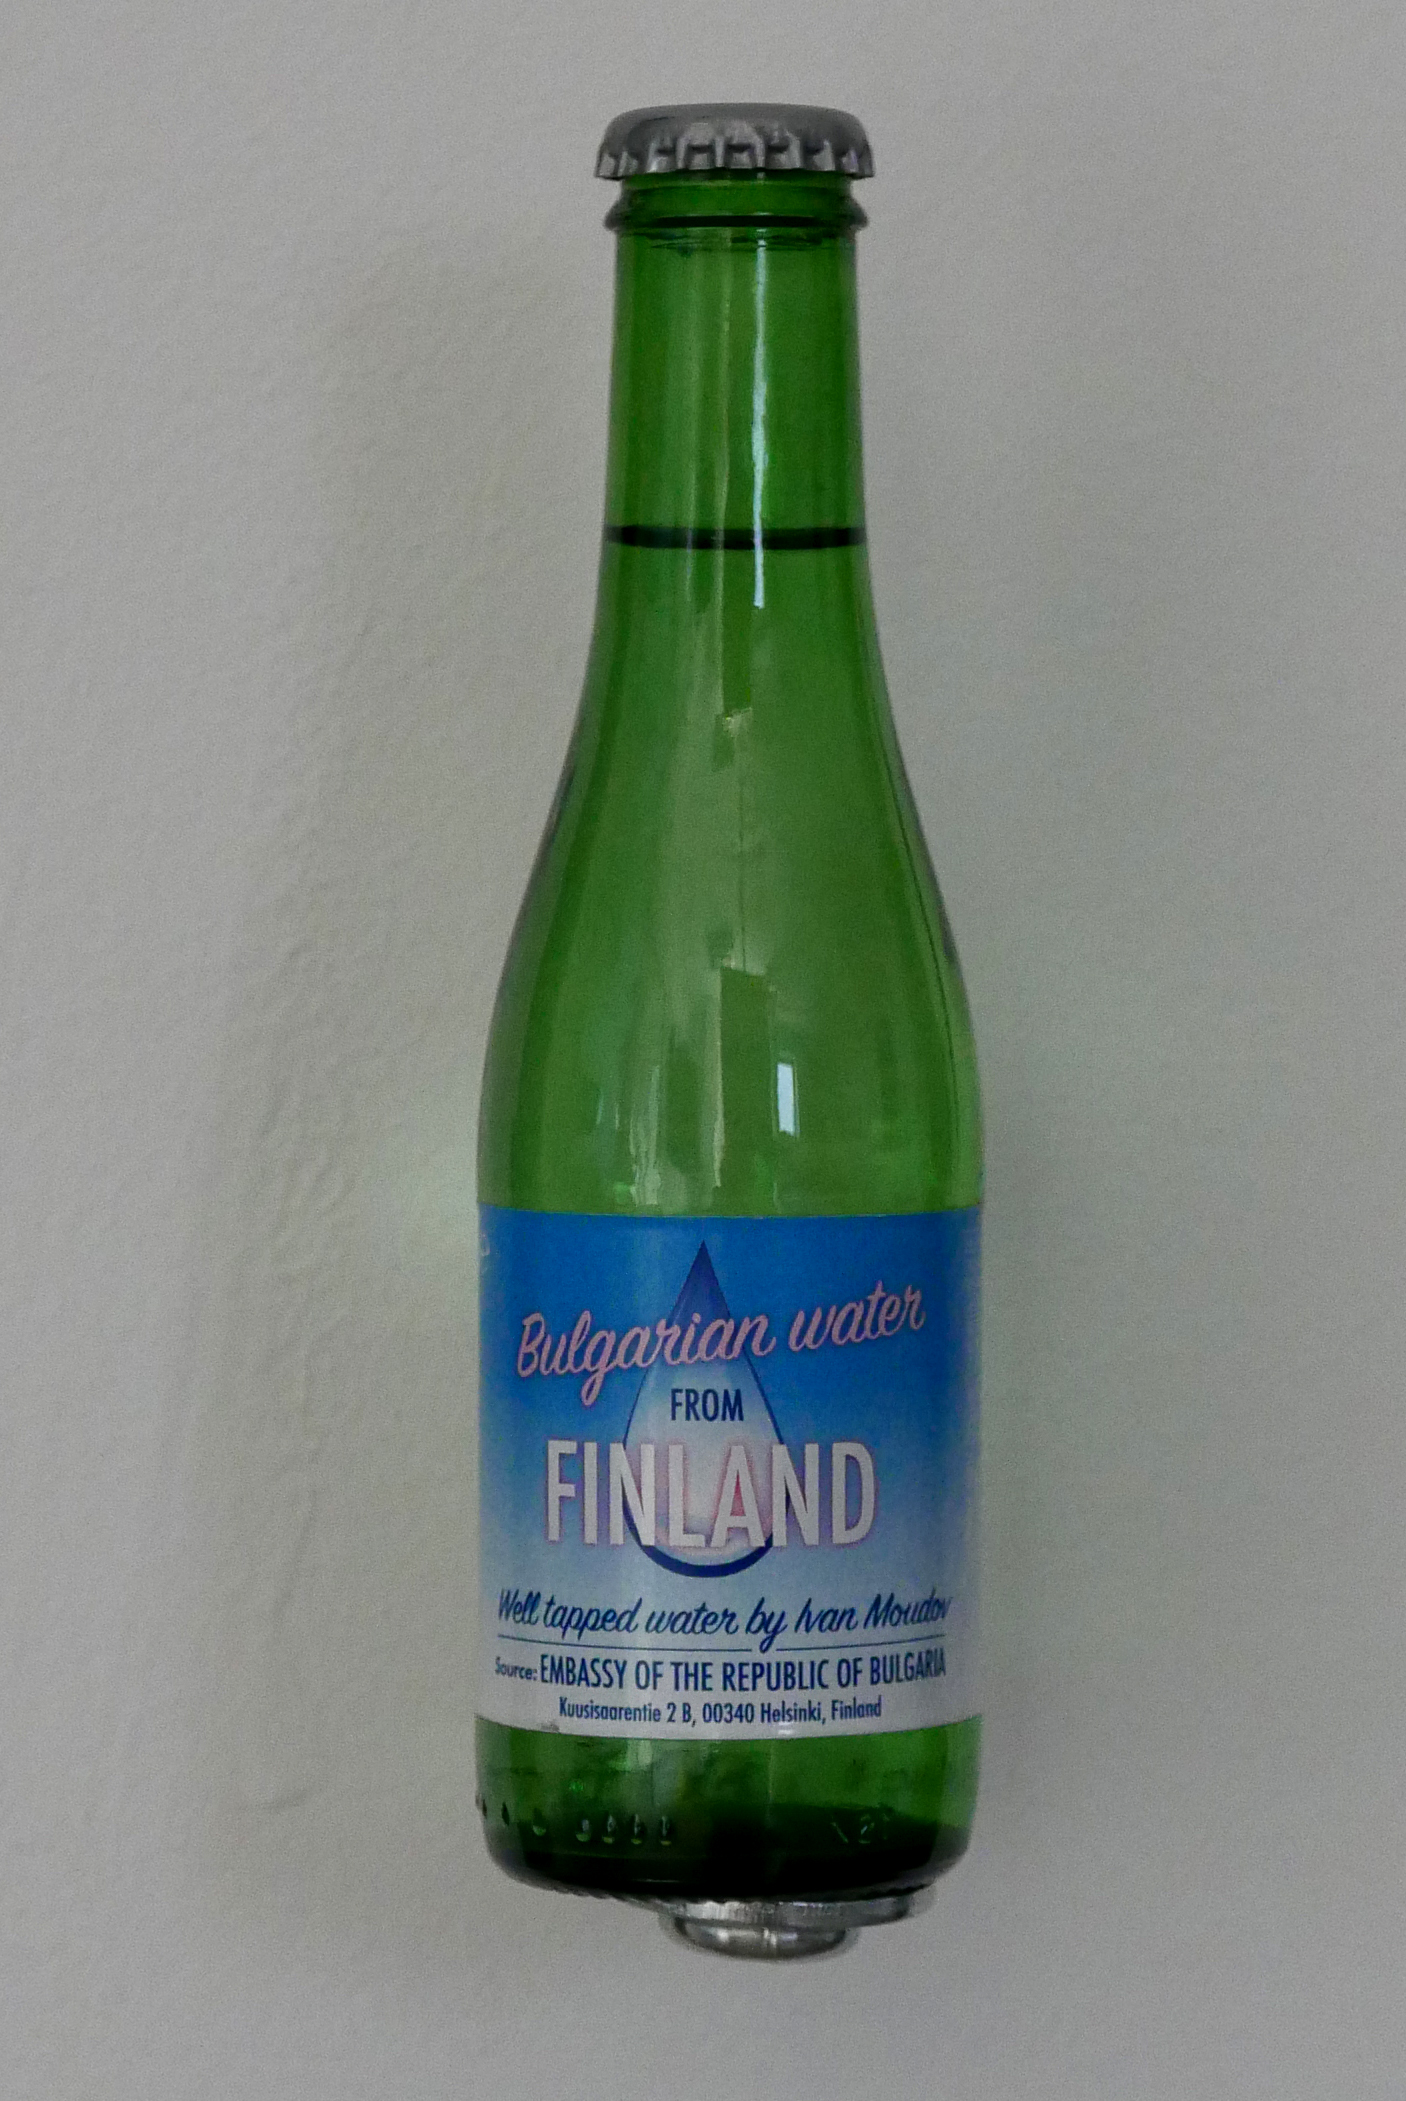 Bulgarian water
FROM
FINLAND
Well tapped water by Ivan Moudov
Source: EMBASSY OF THE REPUBLIC OF BULGARIA
Kuusisaarentie 2 B, 00340 Helsinki, Finland